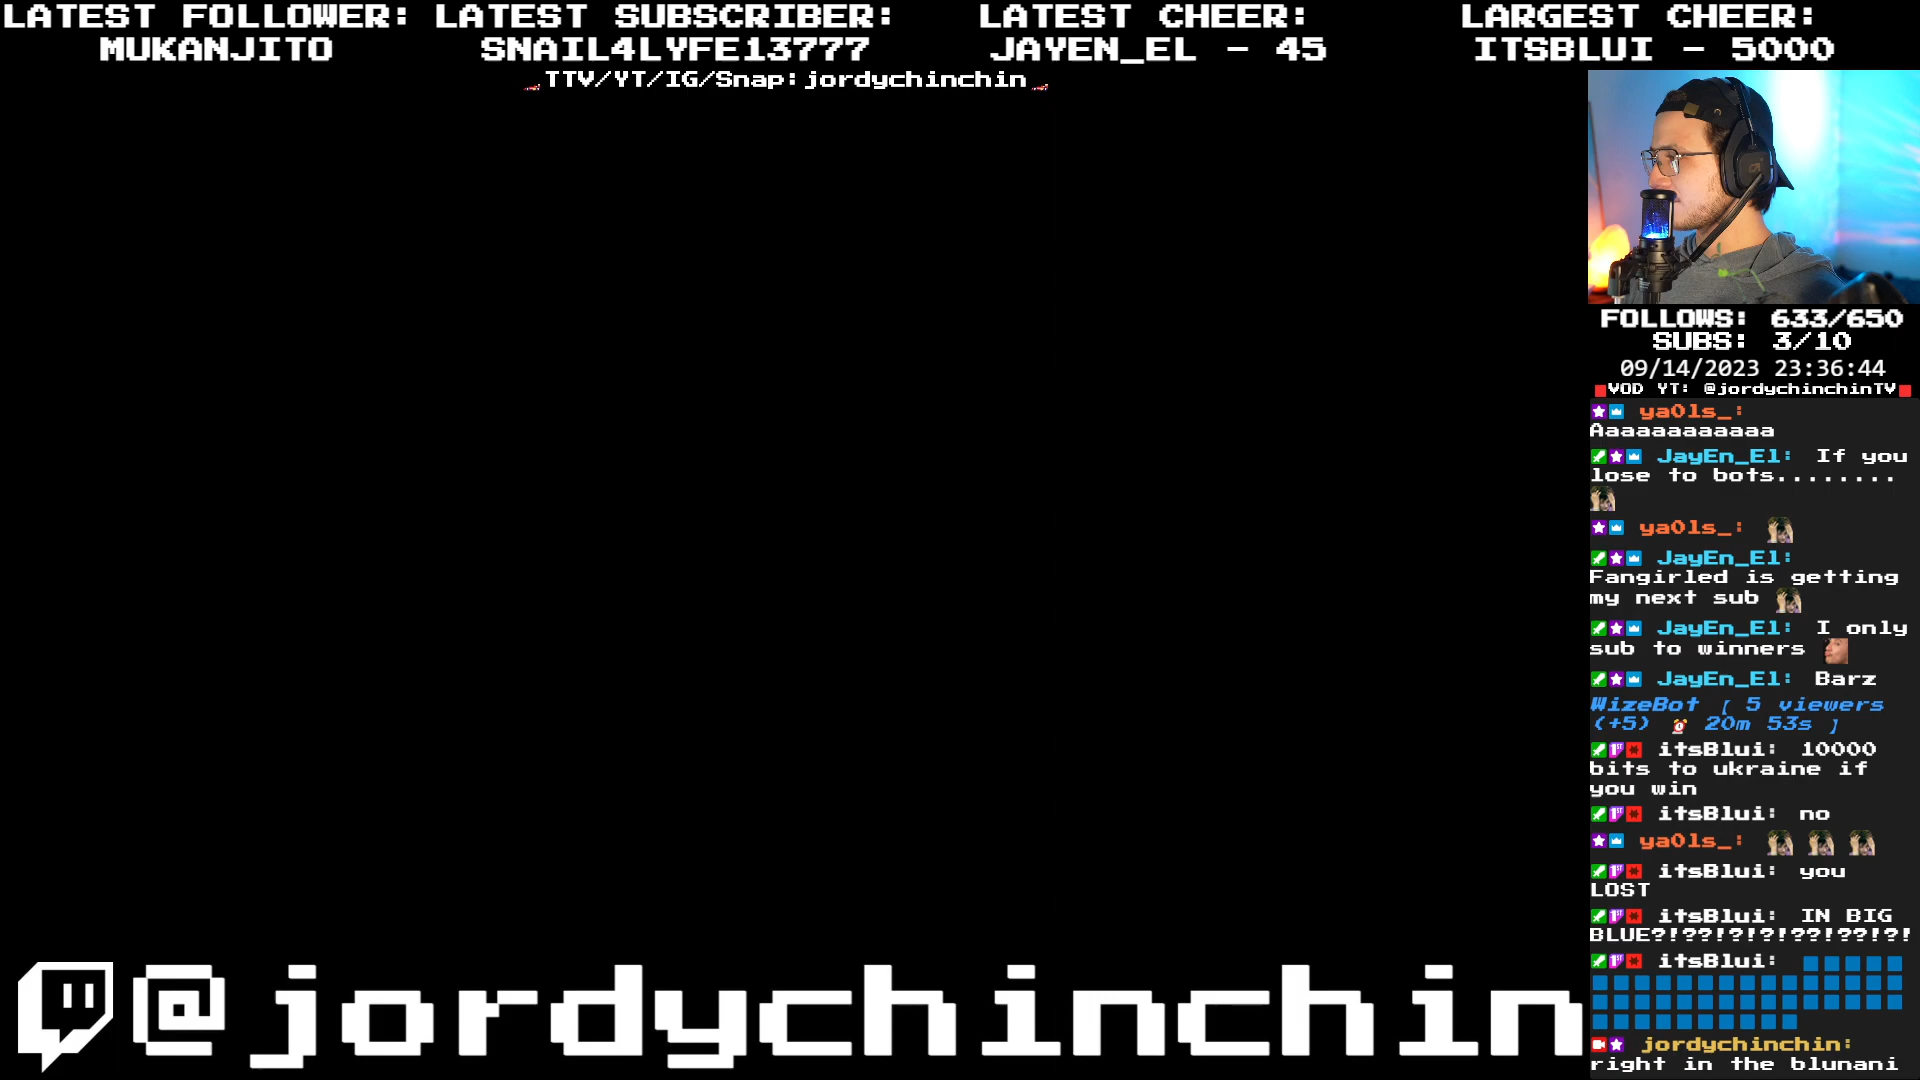 LATEST FOLLOWER:
MUKANJITO
LATEST SUBSCRIBER:
SNAIL4LYFE13777
LATEST CHEER:
JAYEN_EL - 45
LARGEST CHEER:
ITSBLUI - 5000
TTV/YT/IG/Snap:jordychinchin
FOLLOWS: 633/650
SUBS: 3/10
09/14/2023 23:36:44
VOD YT: @jordychinchinTV
ya0ls_:
Aaaaaaaaaaaa
JayEn_El: If you
lose to bots........
ya0ls_:
JayEn_El:
Fangirled is getting
my next sub
JayEn_El: I only
sub to winners
JayEn_El: Barz
WizeBot [ 5 viewers
(+5) ⏰ 20m 53s ]
itsBlui: 10000
bits to ukraine if
you win
itsBlui: no
ya0ls_:
itsBlui: you
LOST
itsBlui: IN BIG
BLUE?!??!?!?!??!??!?!
itsBlui:
jordychinchin:
right in the blunani
@jordychinchin